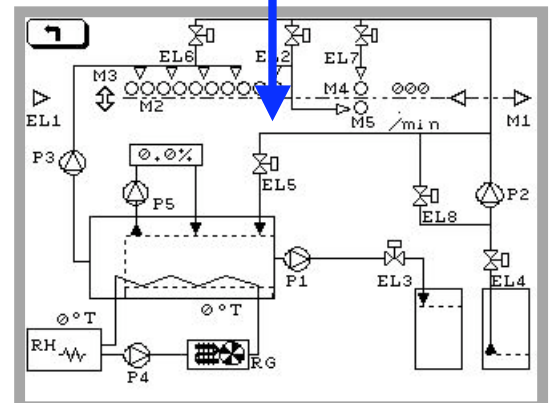 EL6
EL2
EL7
M3
M4
000
M2
EL1
M5
/min
M1
P3
0.0%
EL5
P5
P2
EL8
P1
EL3
EL4
0°T
0°T
RH
RG
P4